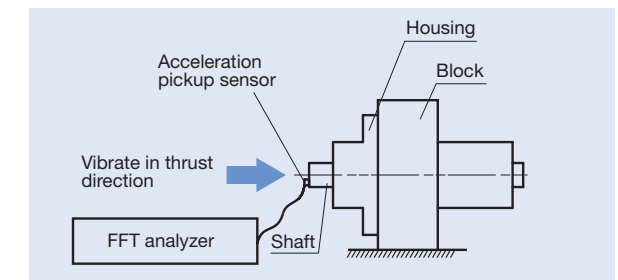 Housing
Acceleration
pickup sensor
Block
Vibrate in thrust
direction
FFT analyzer
Shaft